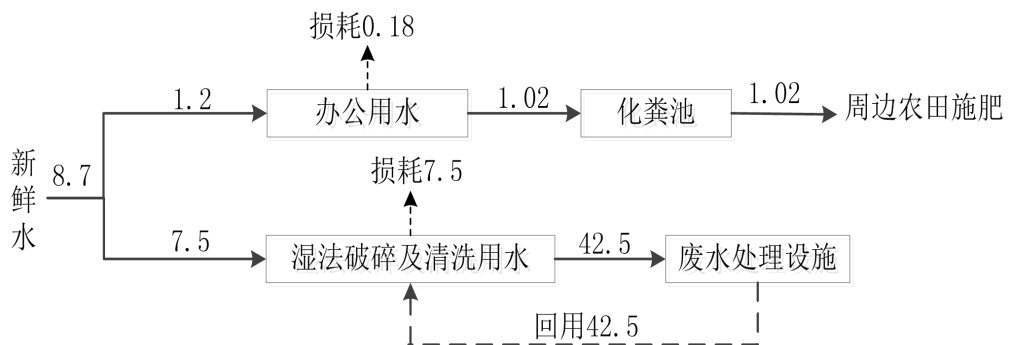 损耗0.18
1.2
办公用水
1.02
化粪池
1.02
周边农田施肥
新鲜水
8.7
损耗7.5
7.5
湿法破碎及清洗用水
42.5
废水处理设施
回用42.5